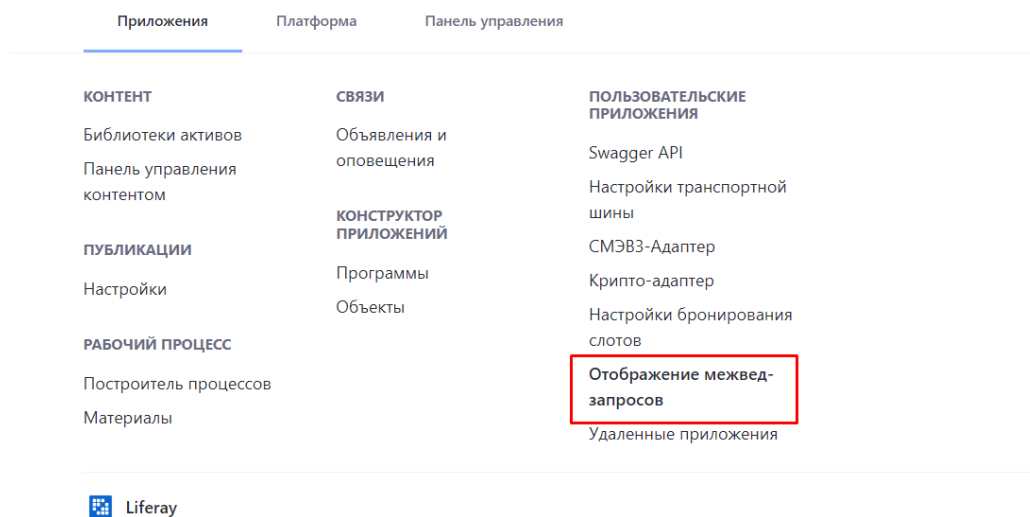 Приложения
Платформа
Панель управления
КОНТЕНТ
Библиотеки активов
Панель управления
контентом
ПУБЛИКАЦИИ
Настройки
РАБОЧИЙ ПРОЦЕСС
Построитель процессов
Материалы
СВЯЗИ
Объявления и
оповещения
КОНСТРУКТОР
ПРИЛОЖЕНИЙ
Программы
Объекты
ПОЛЬЗОВАТЕЛЬСКИЕ
ПРИЛОЖЕНИЯ
Swagger API
Настройки транспортной
шины
СМЭВ3-Адаптер
Крипто-адаптер
Настройки бронирования
слотов
Отображение межвед-
запросов
Удаленные приложения
Liferay